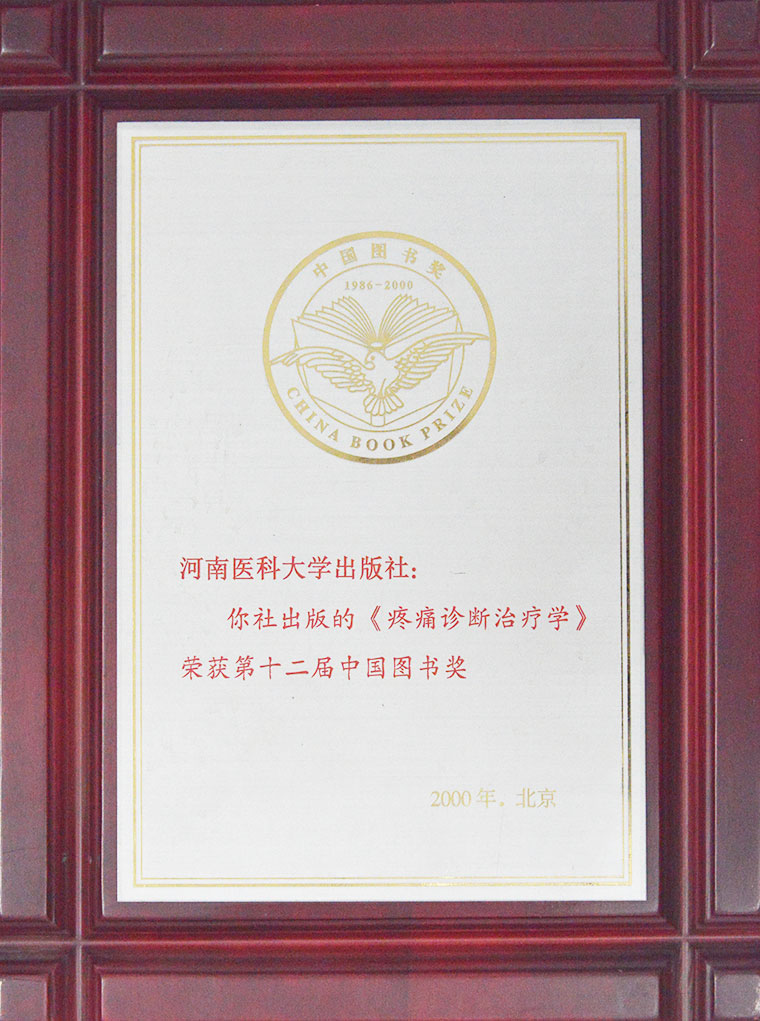 中国图书奖
1986-2000
CHINA BOOK PRIZE
河南医科大学出版社：
你社出版的《疼痛诊断治疗学》
荣获第十二届中国图书奖
2000年。北京